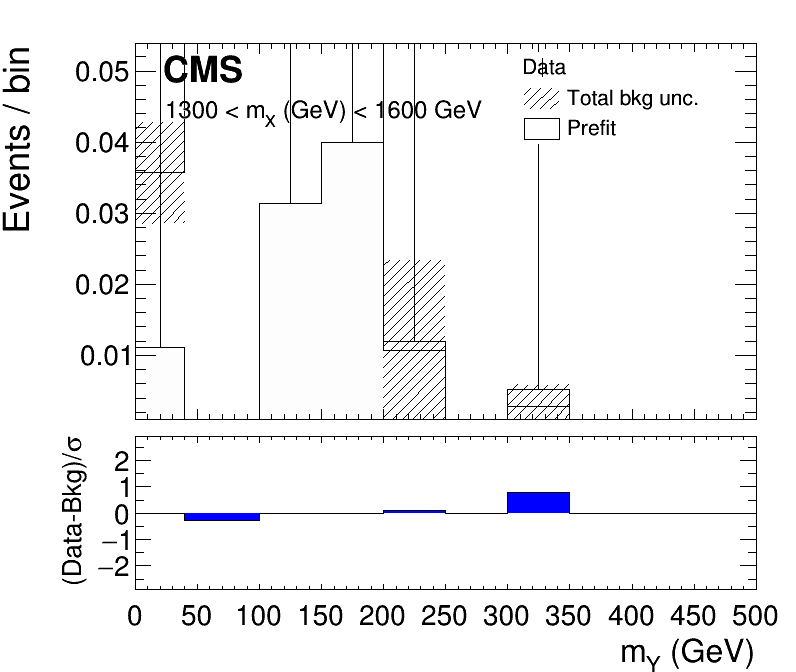 Events / bin
0.05
0.04
0.03
0.02
0.01
CMS
1300 < mX (GeV) < 1600 GeV
Data
Total bkg unc.
Prefit
(Data-Bkg)/σ
2
1
0
−1
−2
0 50 100 150 200 250 300 350 400 450 500
mY (GeV)